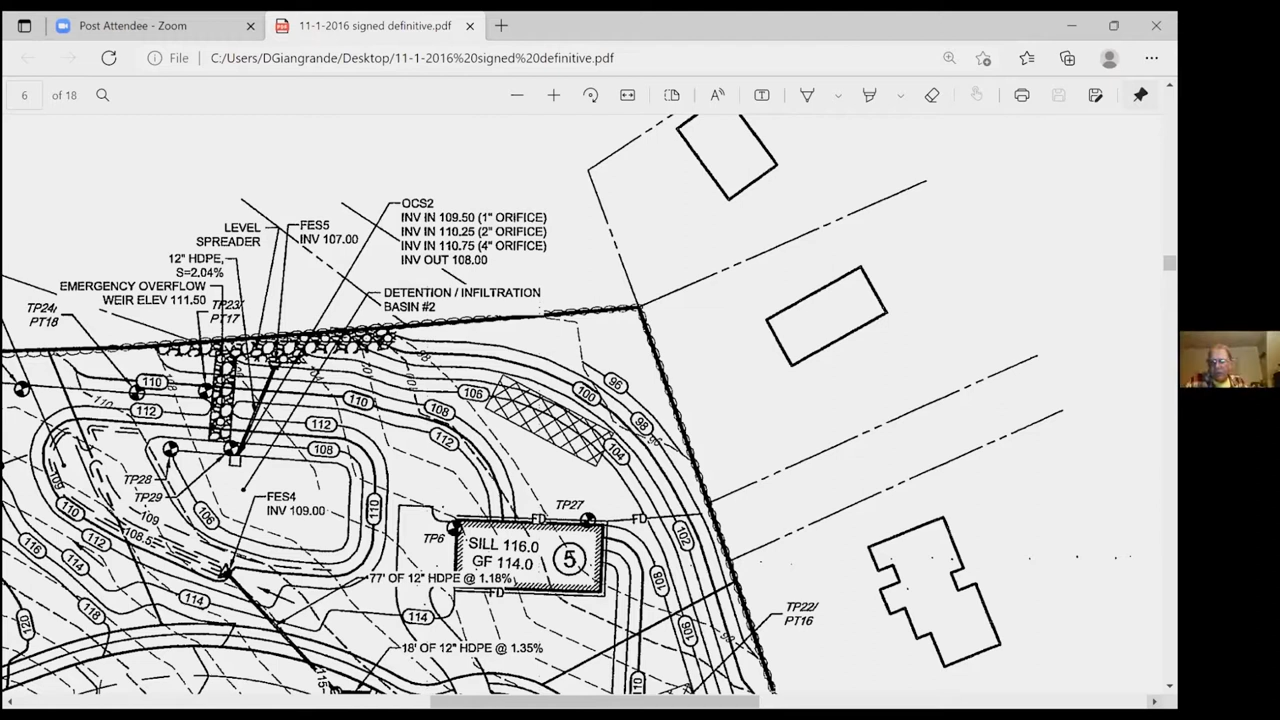 Post Attendee - Zoom
11-1-2016 signed definitive.pdf
File
C:/Users/DGiangrande/Desktop/11-1-2016%20signed%20definitive.pdf
6 of 18
OCS2
INV IN 109.50 (1" ORIFICE)
INV IN 110.25 (2" ORIFICE)
INV IN 110.75 (4" ORIFICE)
INV OUT 108.00
LEVEL
SPREADER
FES5
INV 107.00
12" HDPE,
S=2.04%
EMERGENCY OVERFLOW
WEIR ELEV 111.50
DETENTION / INFILTRATION
BASIN #2
TP24/
PT18
TP23/
PT17
110
112
110
108
112
112
108
106
96
100
98
104
98
96
TP28
TP29
FES4
INV 109.00
109
110
112
109
108.5
106
110
116
114
118
120
114
TP6
TP27
FD
FD
SILL 116.0
GF 114.0
5
FD
77' OF 12" HDPE @ 1.18%
114
18' OF 12" HDPE @ 1.35%
115
102
108
106
110
TP22/
PT16